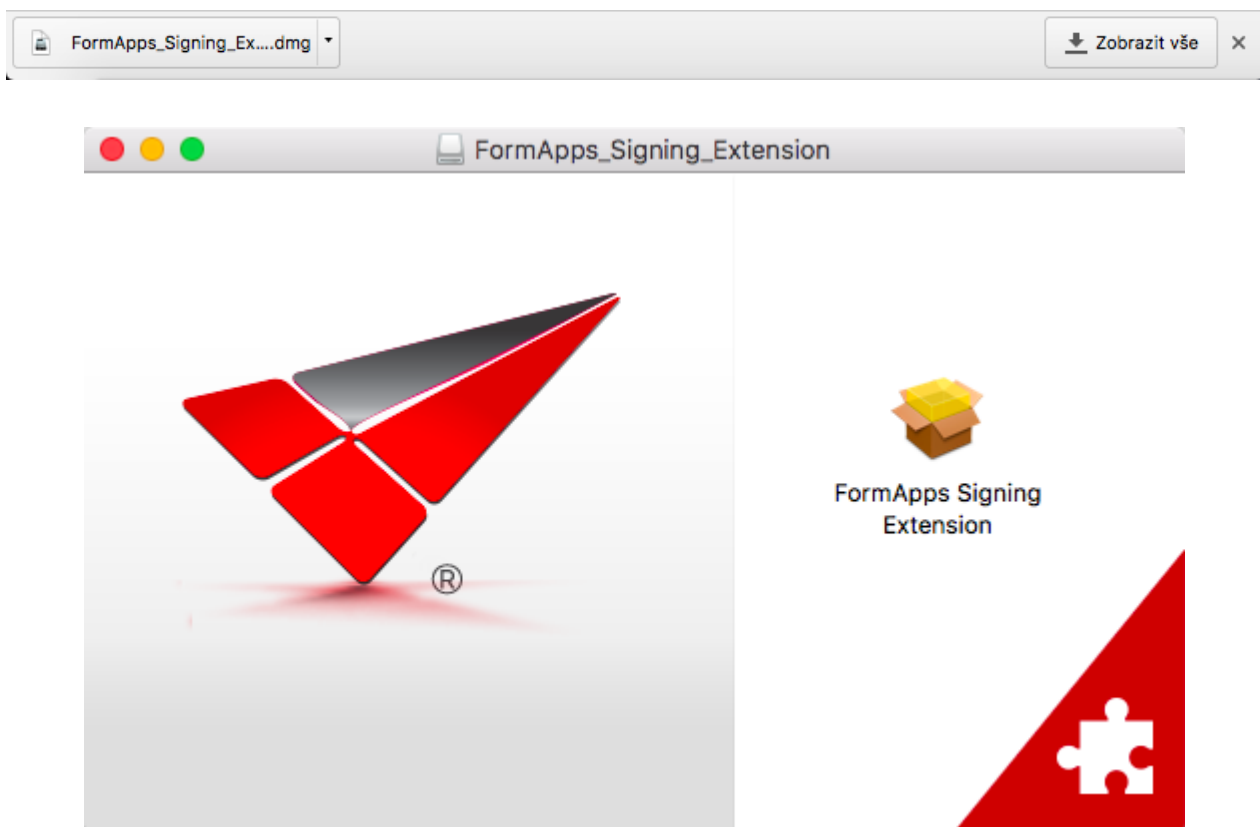 FormApps_Signing_Ex....dmg
Zobrazit vše
FormApps_Signing_Extension
®
FormApps Signing
Extension